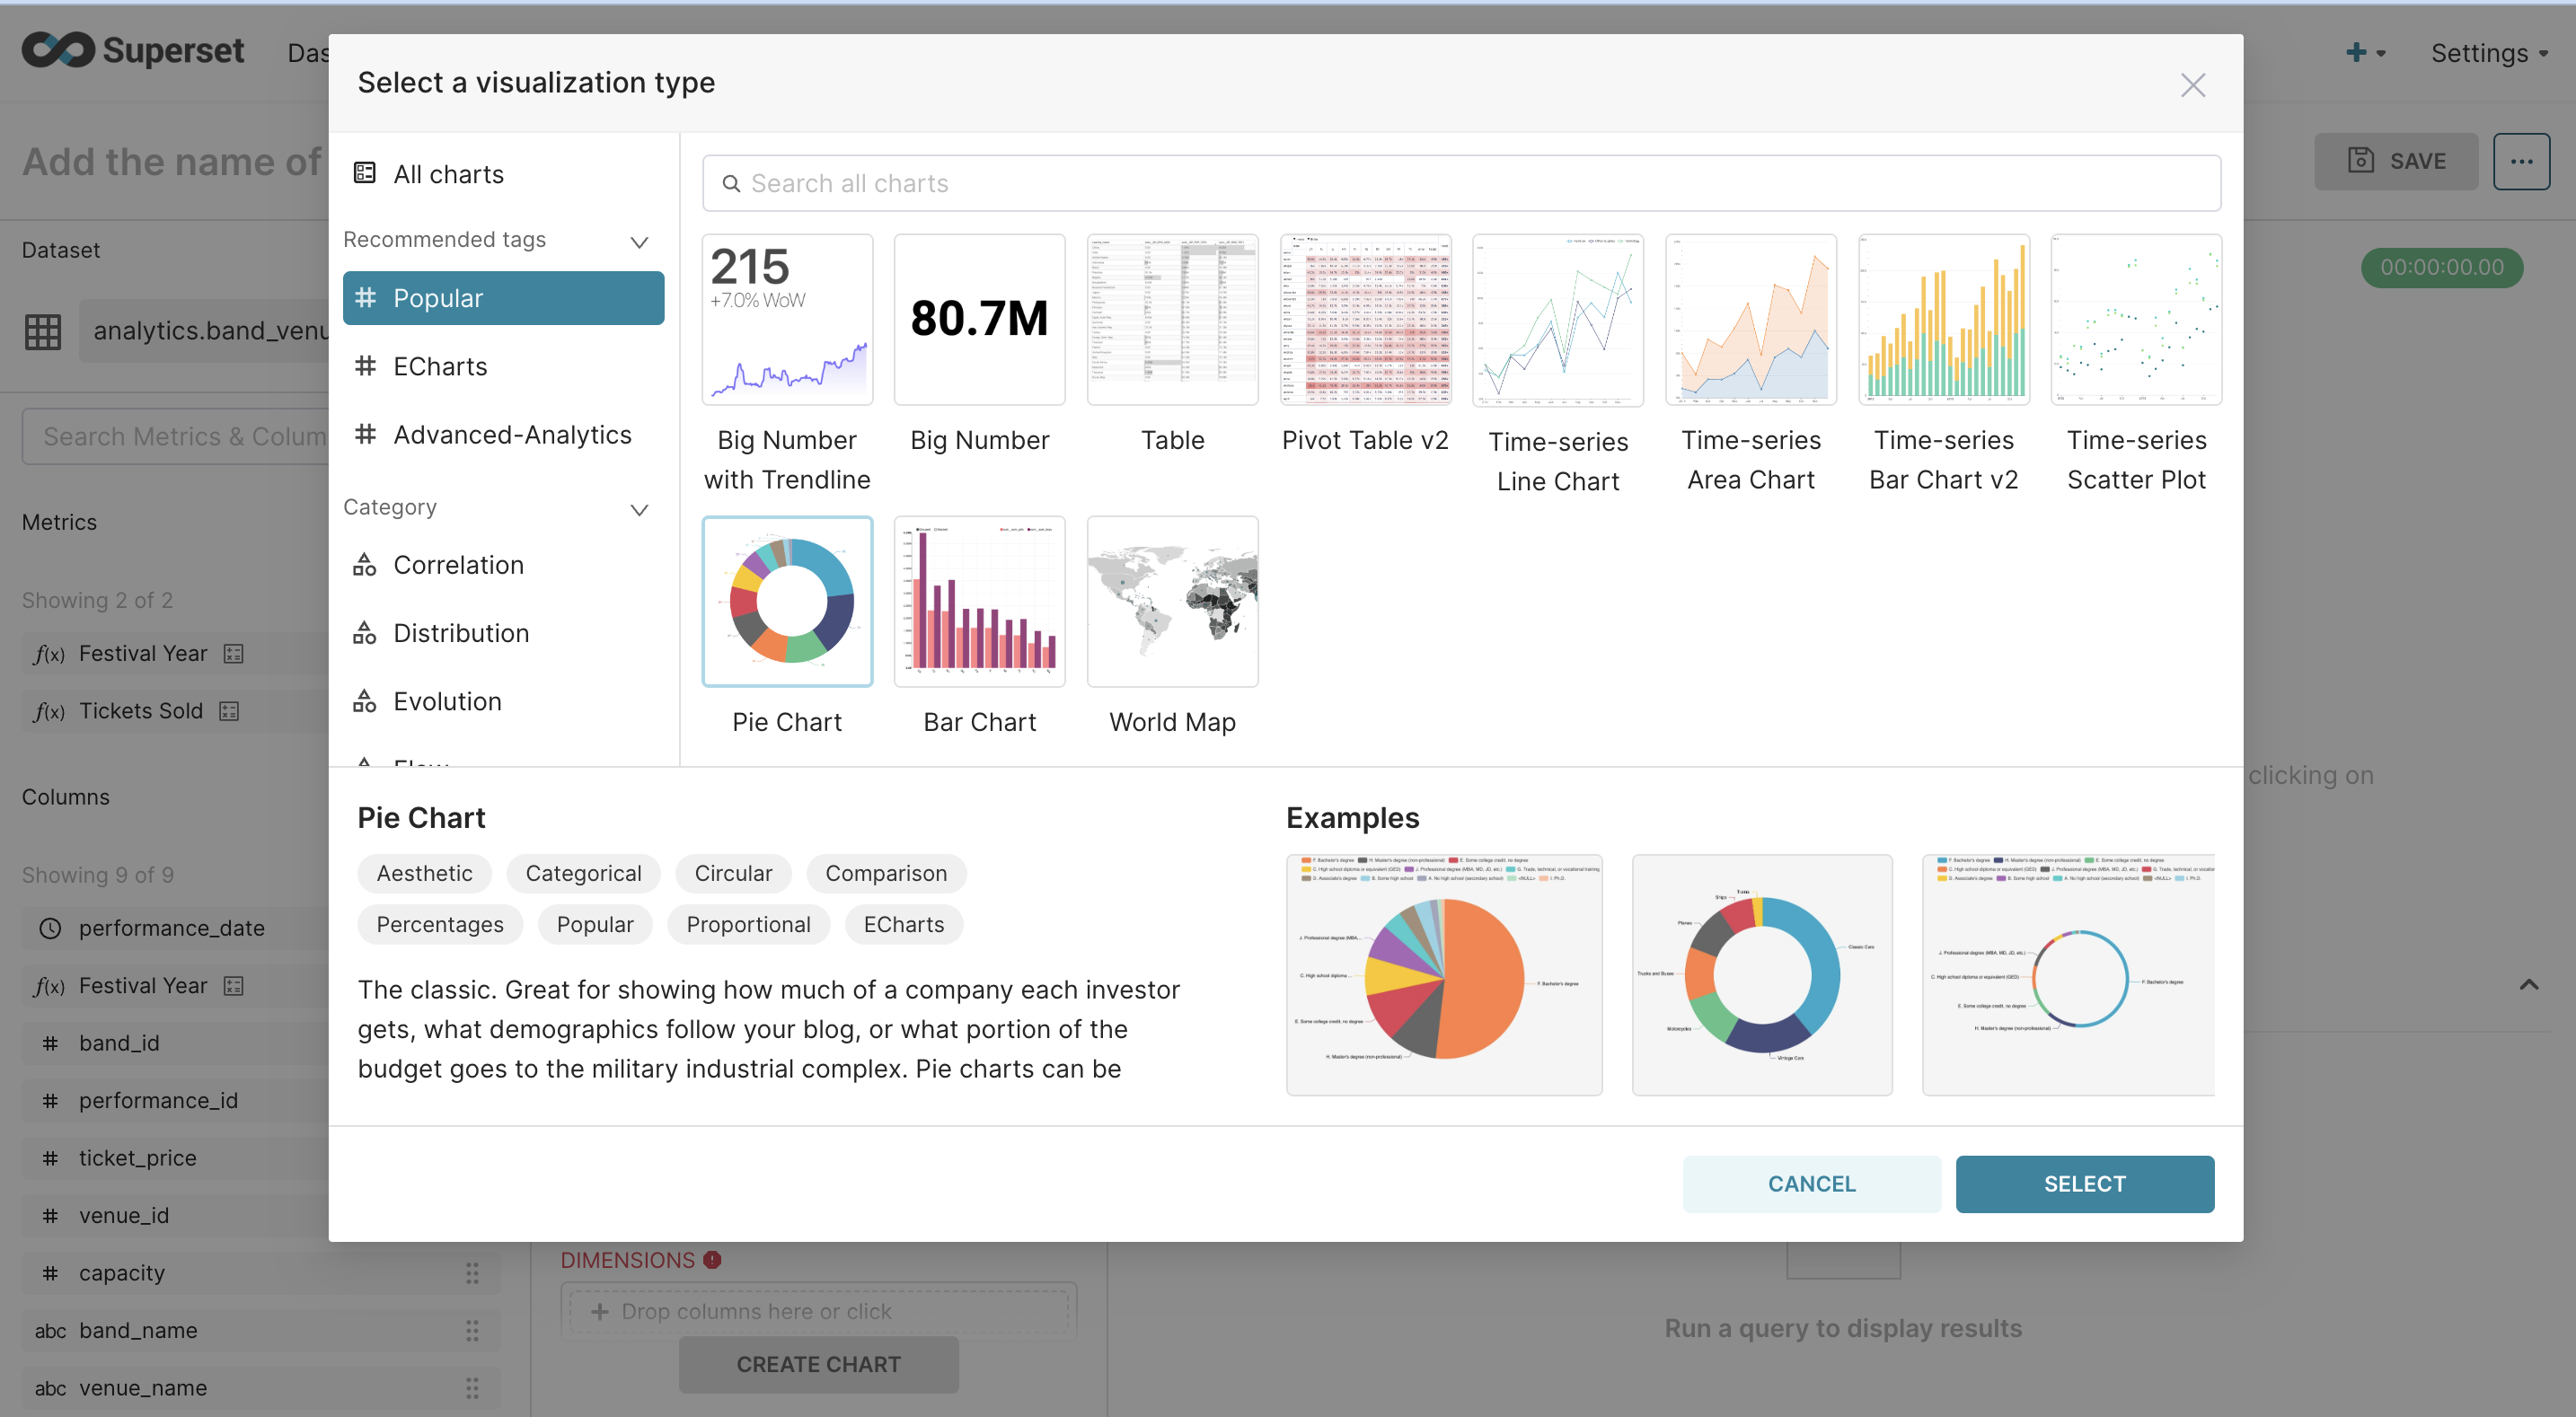 Superset
Das
Settings
Select a visualization type
Add the name of
SAVE
Dataset
analytics.band_venu
Search Metrics & Colum
Metrics
Showing 2 of 2
f(x) Festival Year
f(x) Tickets Sold
Columns
Showing 9 of 9
performance_date
f(x) Festival Year
# band_id
# performance_id
# ticket_price
# venue_id
# capacity
abc band_name
abc venue_name
All charts
Recommended tags
# Popular
# ECharts
# Advanced-Analytics
Category
Correlation
Distribution
Evolution
Flow
Search all charts
215
+7.0% WoW
80.7M
Big Number
with Trendline
Big Number
Table
Pivot Table v2
Time-series
Line Chart
Time-series
Area Chart
Time-series
Bar Chart v2
Time-series
Scatter Plot
Pie Chart
Bar Chart
World Map
00:00:00.00
clicking on
Pie Chart
Aesthetic
Categorical
Circular
Comparison
Percentages
Popular
Proportional
ECharts
The classic. Great for showing how much of a company each investor
gets, what demographics follow your blog, or what portion of the
budget goes to the military industrial complex. Pie charts can be
Examples
CANCEL
SELECT
DIMENSIONS
+ Drop columns here or click
CREATE CHART
Run a query to display results